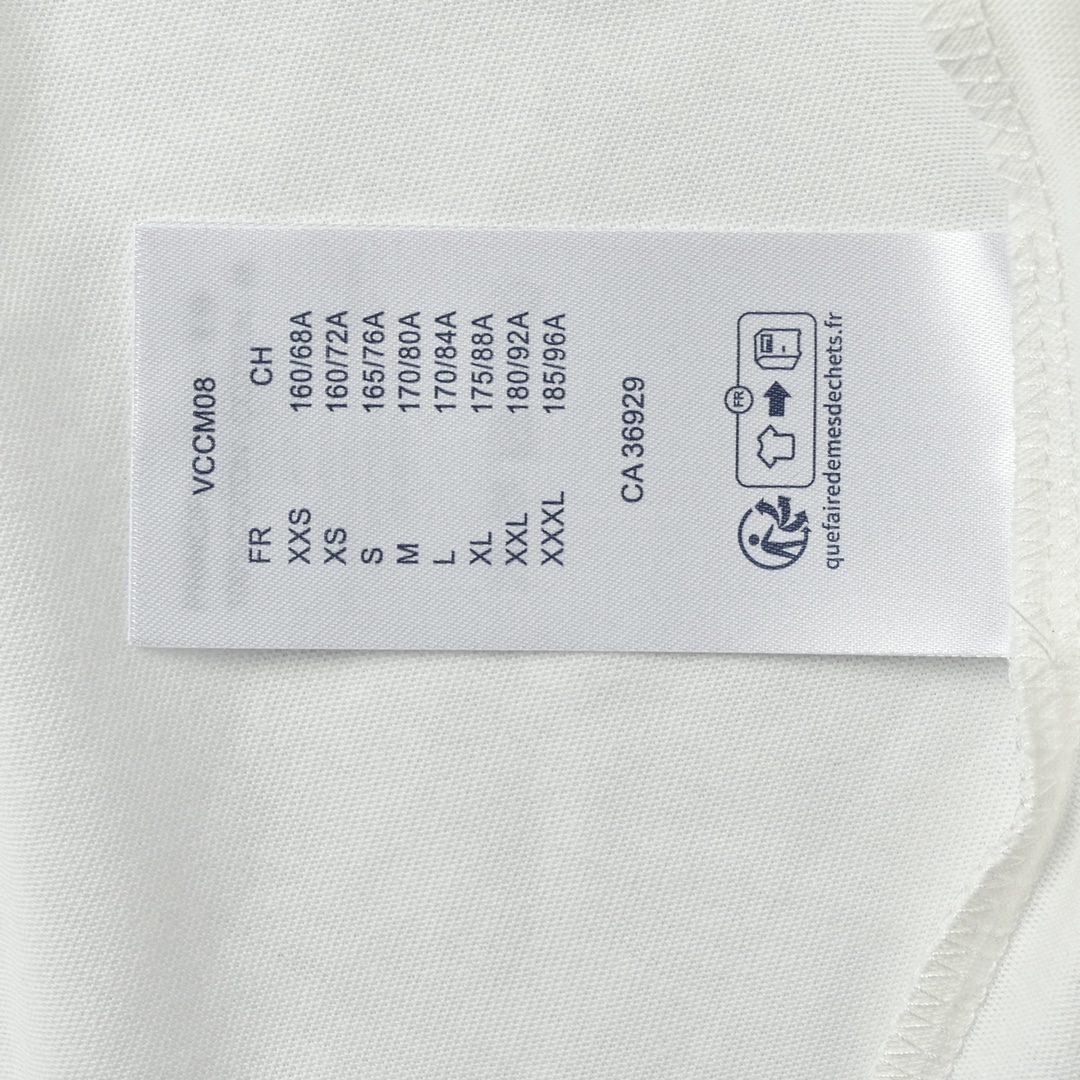 VCCM08
FR CH
XXS 160/68A
XS 160/72A
S 165/76A
M 170/80A
L 170/84A
XL 175/88A
XXL 180/92A
XXXL 185/96A
CA 36929
FR
quefairedemesdechets.fr